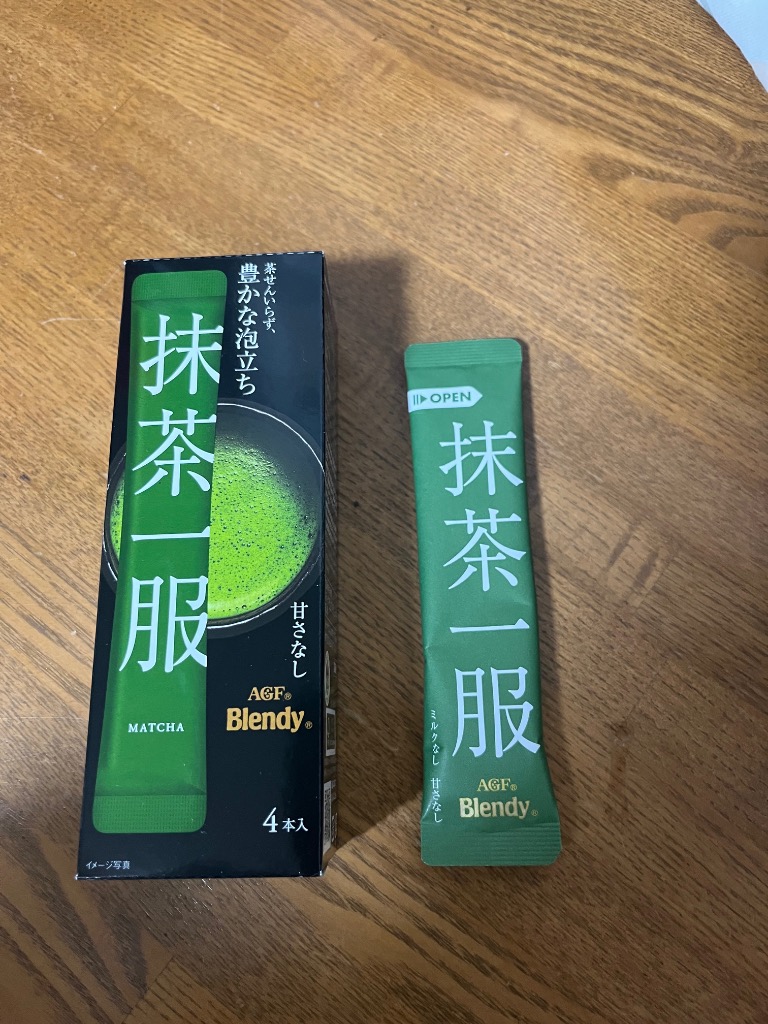 茶せんいらず、
豊かな泡立ち
抹茶一服
MATCHA
甘さなし
AGF®
Blendy®
4本入
イメージ写真
OPEN
抹茶一服
ミルクなし 甘さなし
AGF®
Blendy®